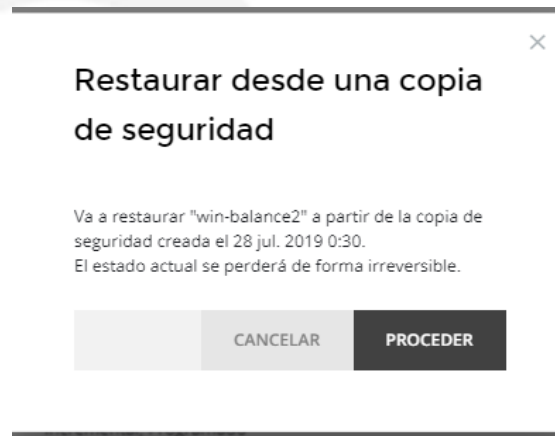 Restaurar desde una copia
de seguridad
Va a restaurar "win-balance2" a partir de la copia de
seguridad creada el 28 jul. 2019 0:30.
El estado actual se perderá de forma irreversible.
CANCELAR
PROCEDER